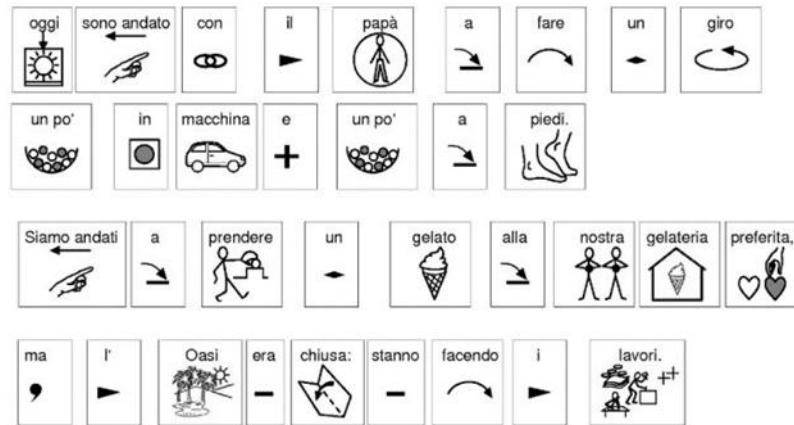 oggi sono andato con il papà a fare un giro
un po' in macchina e un po' a piedi.
Siamo andati a prendere un gelato alla nostra gelateria preferita,
ma l' Oasi era chiusa: stanno facendo i lavori.